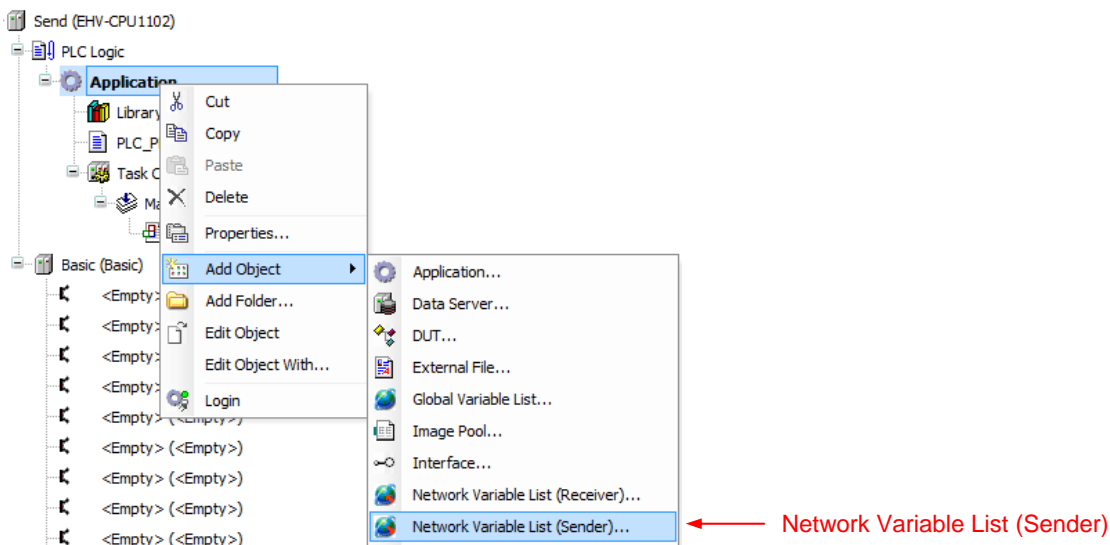 Send (EHV-CPU1102)
PLC Logic
Application
Library
PLC_P
Task C
Ma
Basic (Basic)
<Empty>
<Empty>
<Empty>
<Empty>
<Empty> (<Empty>)
<Empty> (<Empty>)
<Empty> (<Empty>)
<Empty> (<Empty>)
<Empty> (<Empty>)
Cut
Copy
Paste
Delete
Properties...
Add Object
Add Folder...
Edit Object
Edit Object With...
Login
Application...
Data Server...
DUT...
External File...
Global Variable List...
Image Pool...
Interface...
Network Variable List (Receiver)...
Network Variable List (Sender)...
Network Variable List (Sender)